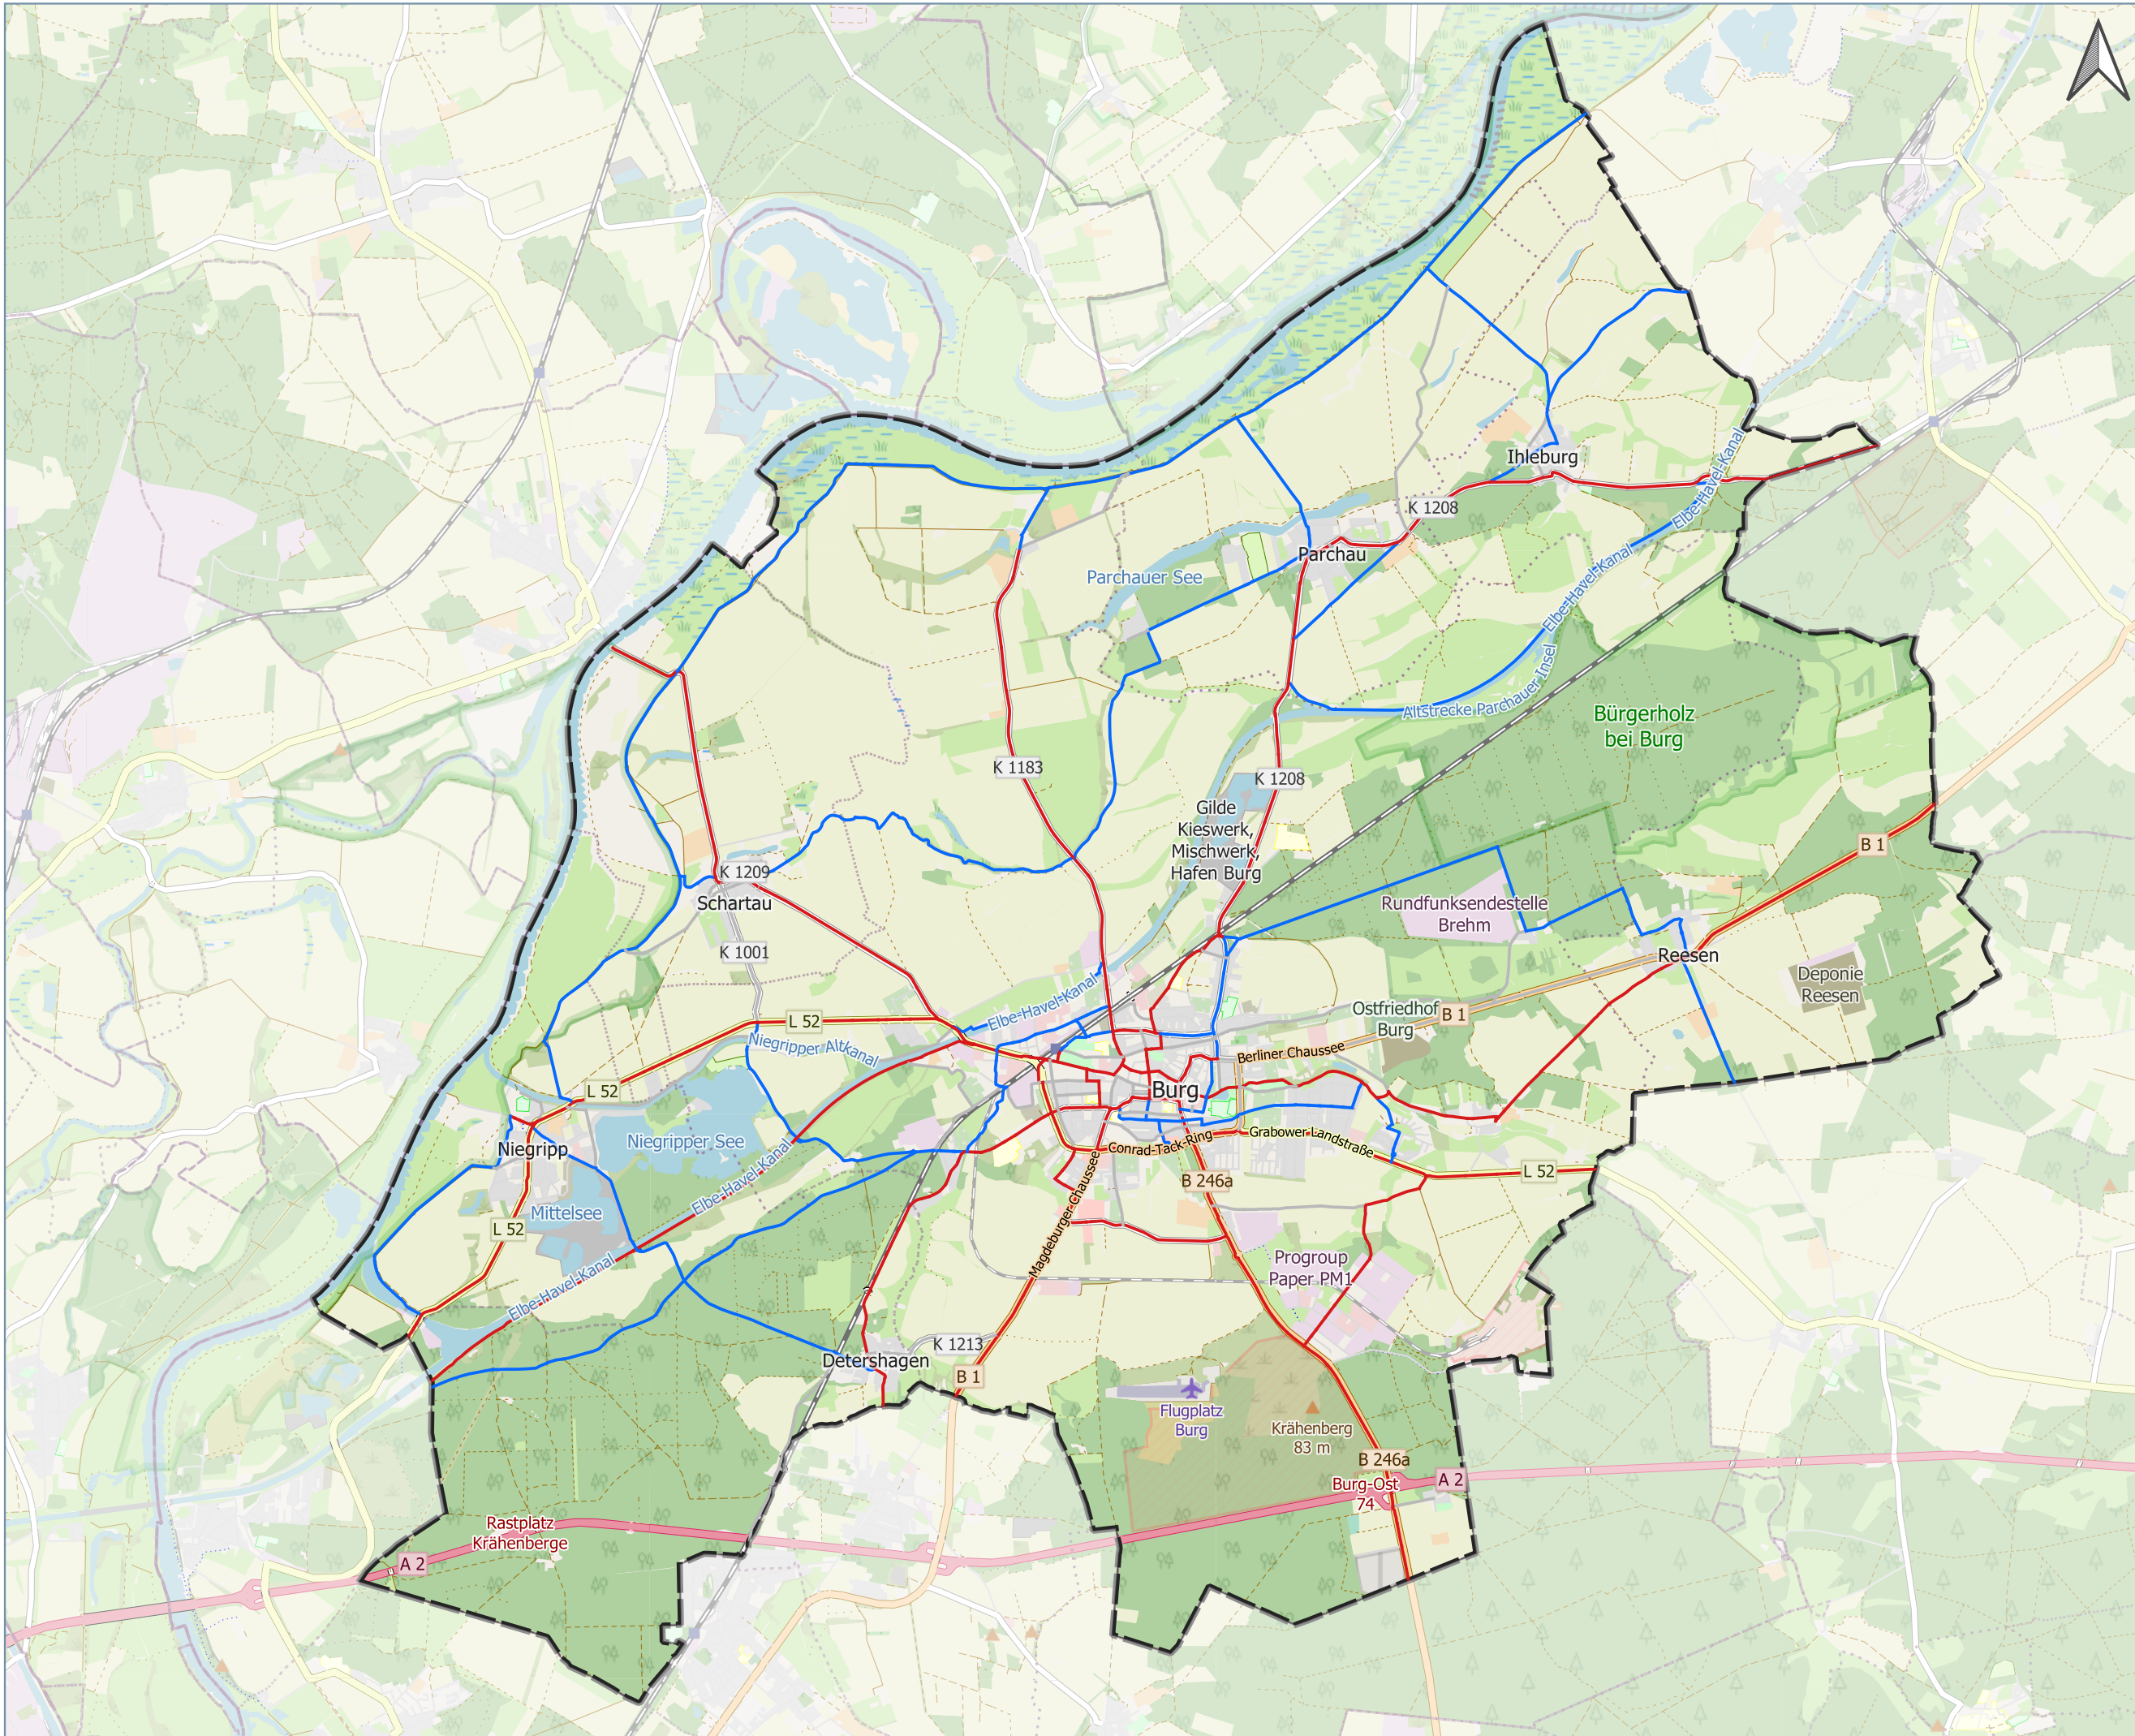 Elbe-Havel-Kanal
Ihleburg
K 1208
Parchau
Parchauer See
Elbe-Havel-Kanal
Altstrecke Parchauer Insel
Bürgerholz
bei Burg
K 1183
K 1208
Gilde
Kieswerk,
Mischwerk,
Hafen Burg
B 1
K 1209
Schartau
Rundfunksendestelle
Brehm
K 1001
Reesen
Deponie
Reesen
Elbe-Havel-Kanal
Ostfriedhof
Burg
B 1
L 52
Niegripper Altkanal
Berliner Chaussee
L 52
Burg
Niegripp
Niegripper See
Conrad-Tack-Ring
Grabower Landstraße
L 52
B 246a
Elbe-Havel-Kanal
Mittelsee
L 52
Magdeburger-Chaussee
Progroup
Paper PM1
Elbe-Havel-Kanal
K 1213
Detershagen
B 1
Flugplatz
Burg
Krähenberg
83 m
B 246a
Burg-Ost
74
A 2
Rastplatz
Krähenberge
A 2